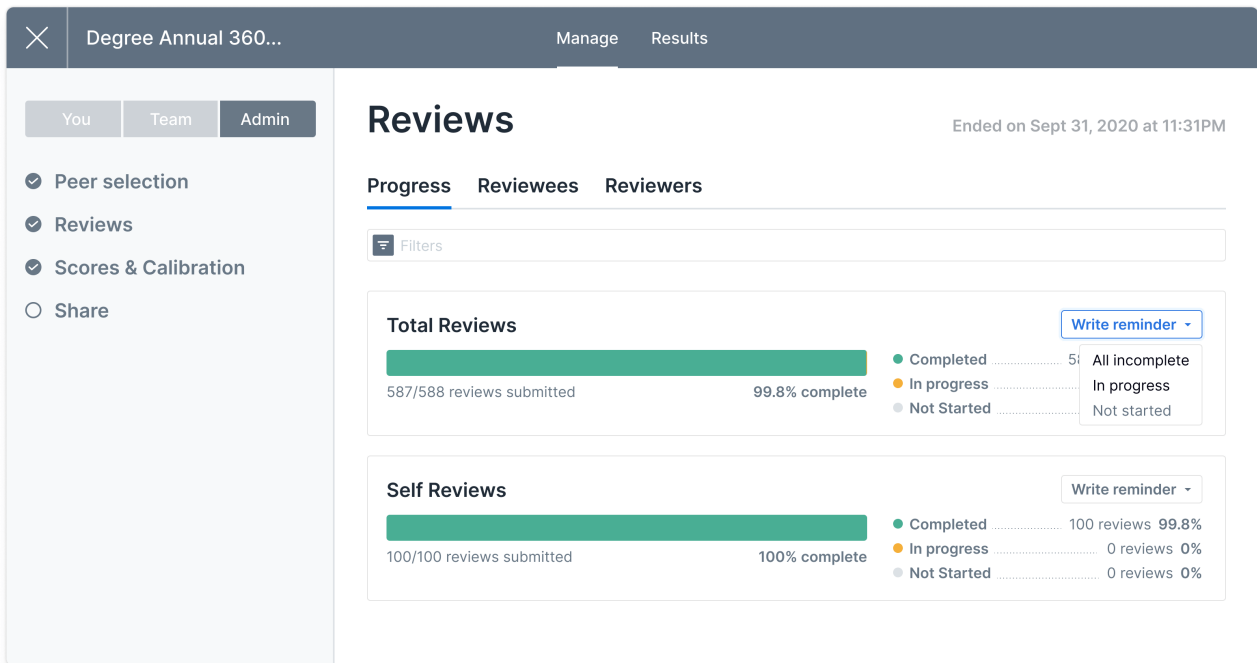 Degree Annual 360...
Manage Results
You Team Admin
Peer selection
Reviews
Scores & Calibration
Share
Reviews
Ended on Sept 31, 2020 at 11:31PM
Progress Reviewees Reviewers
Filters
Total Reviews
Write reminder
587/588 reviews submitted 99.8% complete
Completed
In progress
Not Started
All incomplete
In progress
Not started
Self Reviews
Write reminder
100/100 reviews submitted 100% complete
Completed 100 reviews 99.8%
In progress 0 reviews 0%
Not Started 0 reviews 0%